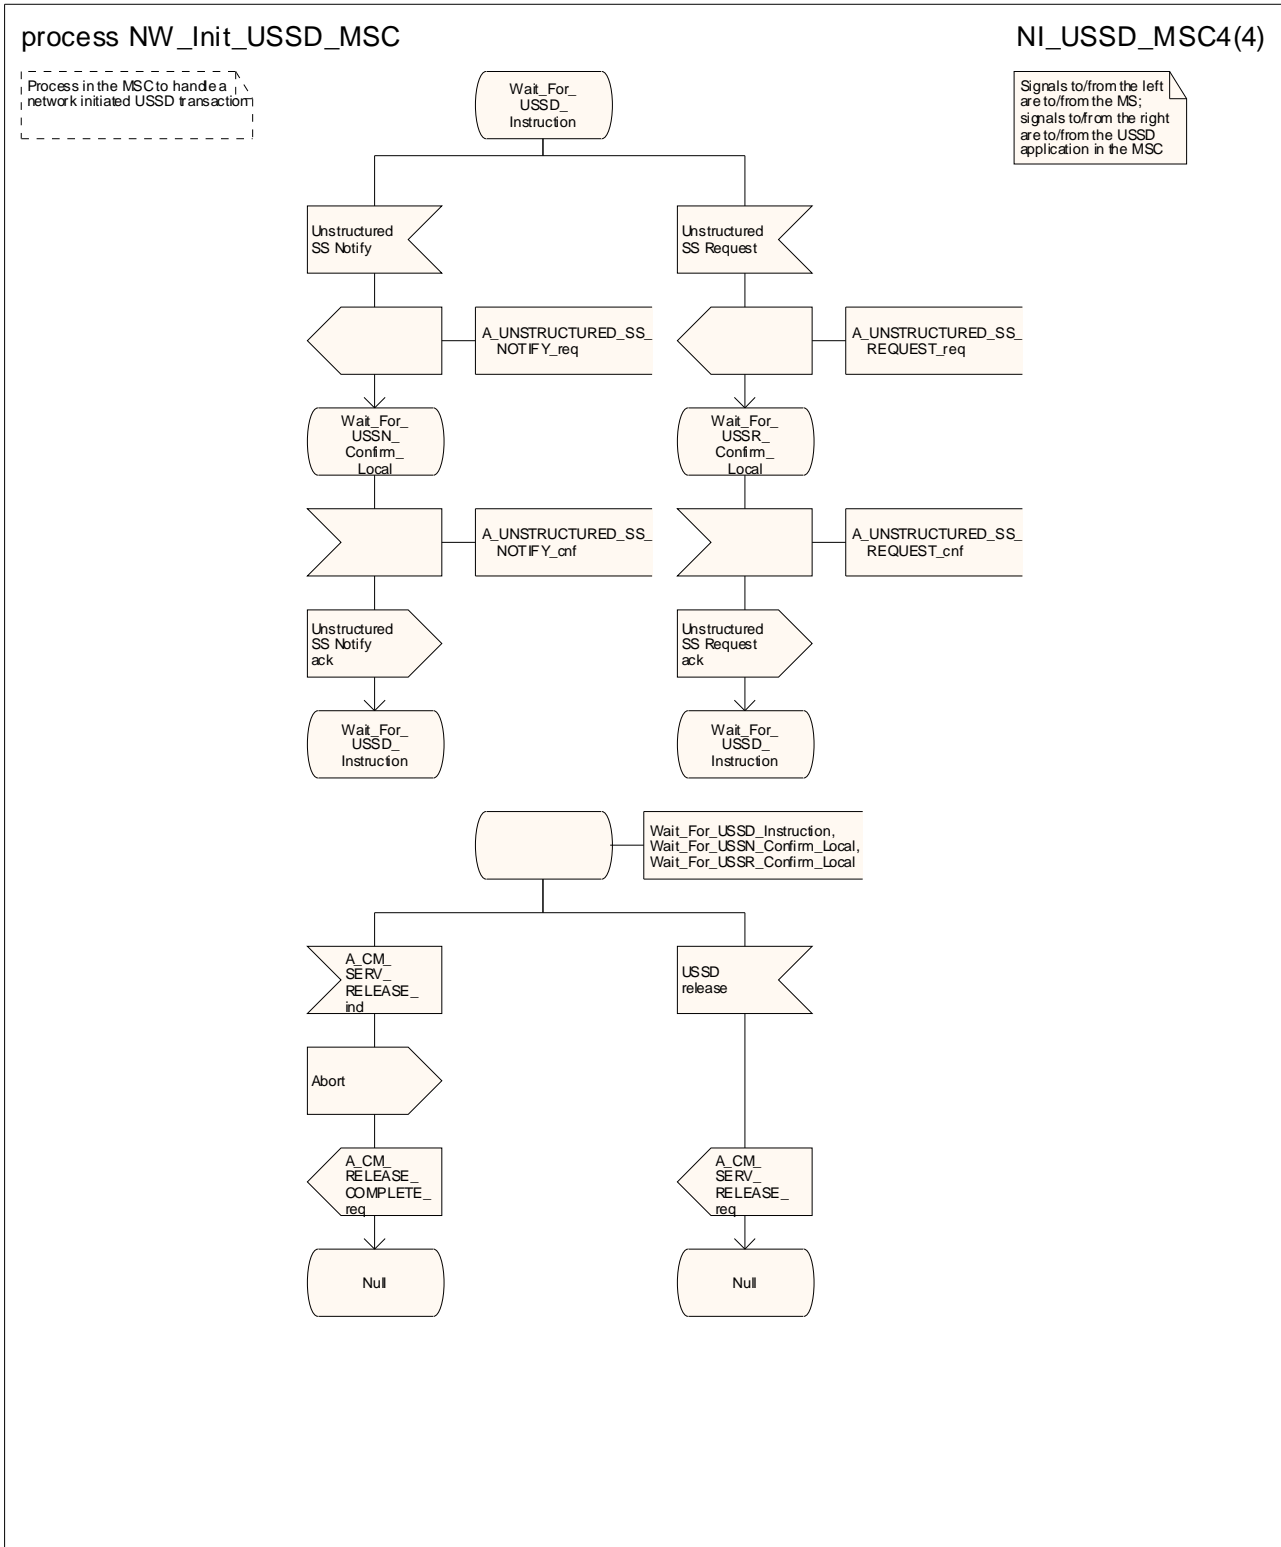 process NW_Init_USSD_MSC
NI_USSD_MSC4(4)
Process in the MSC to handle a
network initiated USSD transaction
Signals to/from the left
are to/from the MS;
signals to/from the right
are to/from the USSD
application in the MSC
Wait_For_
USSD_
Instruction
Unstructured
SS Notify
Unstructured
SS Request
A_UNSTRUCTURED_SS_
NOTIFY_req
A_UNSTRUCTURED_SS_
REQUEST_req
Wait_For_
USSN_
Confirm_
Local
Wait_For_
USSR_
Confirm_
Local
A_UNSTRUCTURED_SS_
NOTIFY_cnf
A_UNSTRUCTURED_SS_
REQUEST_cnf
Unstructured
SS Notify
ack
Unstructured
SS Request
ack
Wait_For_
USSD_
Instruction
Wait_For_
USSD_
Instruction
Wait_For_USSD_Instruction,
Wait_For_USSN_Confirm_Local,
Wait_For_USSR_Confirm_Local
A_CM_
SERV_
RELEASE_
ind
USSD
release
Abort
A_CM_
RELEASE_
COMPLETE_
req
A_CM_
SERV_
RELEASE_
req
Null
Null